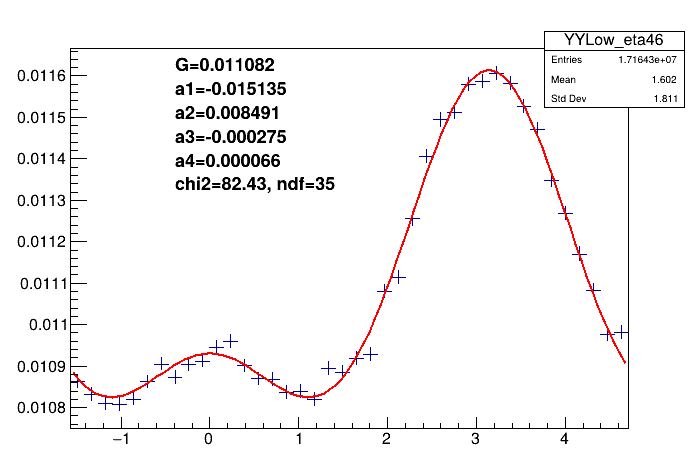 YYLow_eta46
Entries 1.71643e+07
Mean 1.602
Std Dev 1.811
G=0.011082
a1=-0.015135
a2=0.008491
a3=-0.000275
a4=0.000066
chi2=82.43, ndf=35
0.0116
0.0115
0.0114
0.0113
0.0112
0.0111
0.011
0.0109
0.0108
−1 0 1 2 3 4